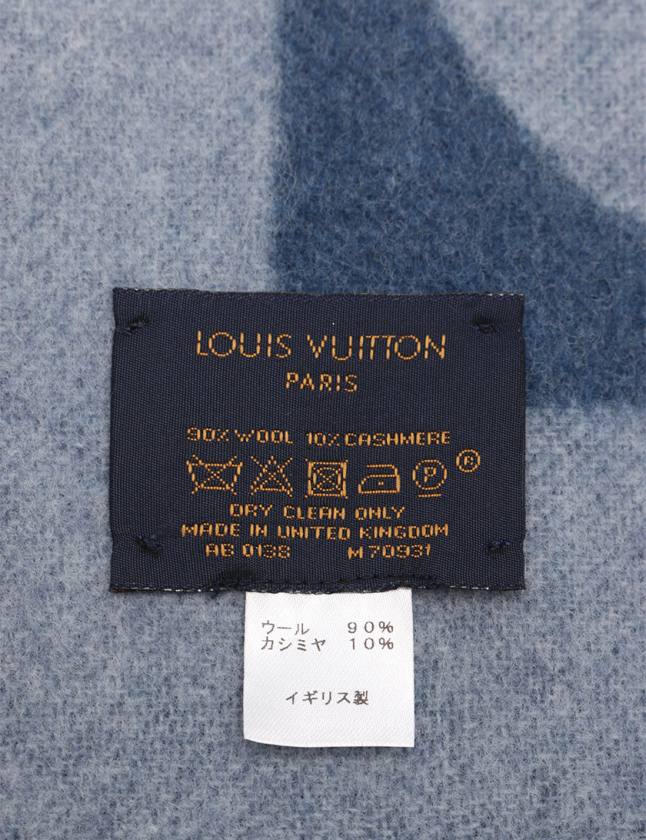 LOUIS VUITTON
PARIS
90% WOOL 10% CASHMERE
P ®
DRY CLEAN ONLY
MADE IN UNITED KINGDOM
AB 0138 M70931
ウール 90%
カシミヤ 10%
イギリス製